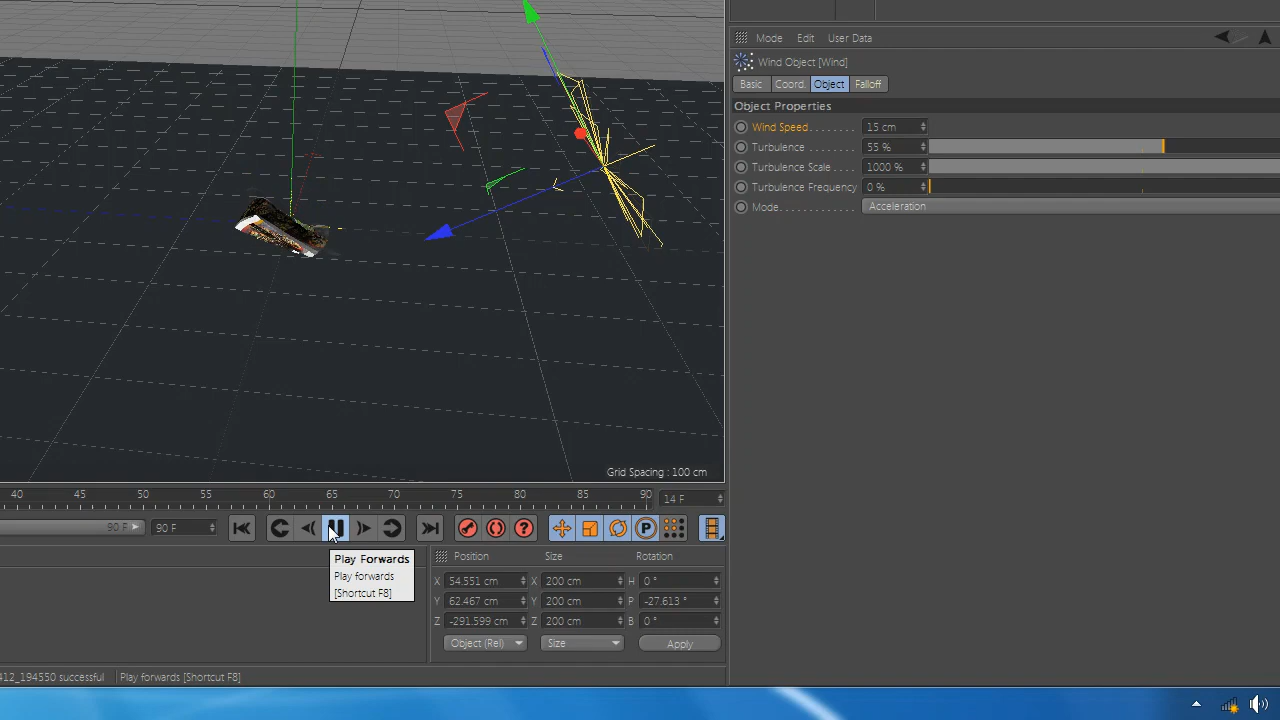 Mode Edit User Data
Wind Object [Wind]
Basic Coord. Object Falloff
Object Properties
Wind Speed. . . . . . . . 15 cm
Turbulence . . . . . . . . 55 %
Turbulence Scale. . . . 1000 %
Turbulence Frequency 0 %
Mode. . . . . . . . . . . . . Acceleration
Grid Spacing : 100 cm
40 45 50 55 60 65 70 75 80 85 90 14 F
90 F 90 F
P
Play Forwards
Play forwards
[Shortcut F8]
Position Size Rotation
X 54.551 cm X 200 cm H 0 °
Y 62.467 cm Y 200 cm P -27.613 °
Z -291.599 cm Z 200 cm B 0 °
Object (Rel) Size Apply
412_194550 successful Play forwards [Shortcut F8]